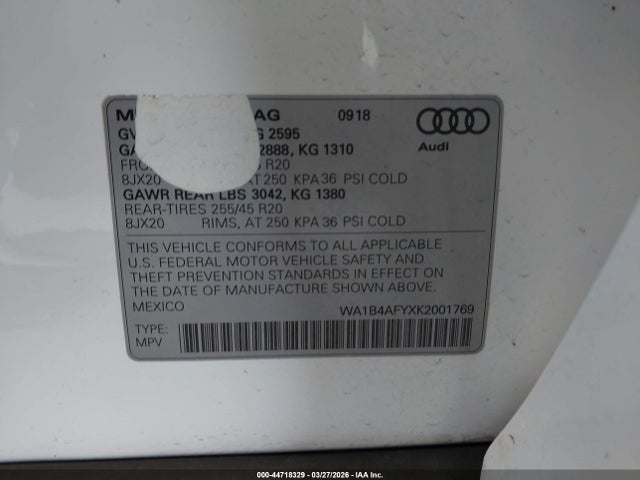 AG 09 18
GV G 2595
GA 2888, KG 1310
FRO R20
8JX20 AT 250 KPA 36 PSI COLD
GAWR REAR LBS 3042, KG 1380
REAR-TIRES 255/45 R20
8JX20 RIMS, AT 250 KPA 36 PSI COLD
THIS VEHICLE CONFORMS TO ALL APPLICABLE
U.S. FEDERAL MOTOR VEHICLE SAFETY AND
THEFT PREVENTION STANDARDS IN EFFECT ON
THE DATE OF MANUFACTURE SHOWN ABOVE.
MEXICO WA1B4AFYXK2001769
TYPE:
MPV
Audi
000-44718329 | 03/27/2026 | IAA Inc.